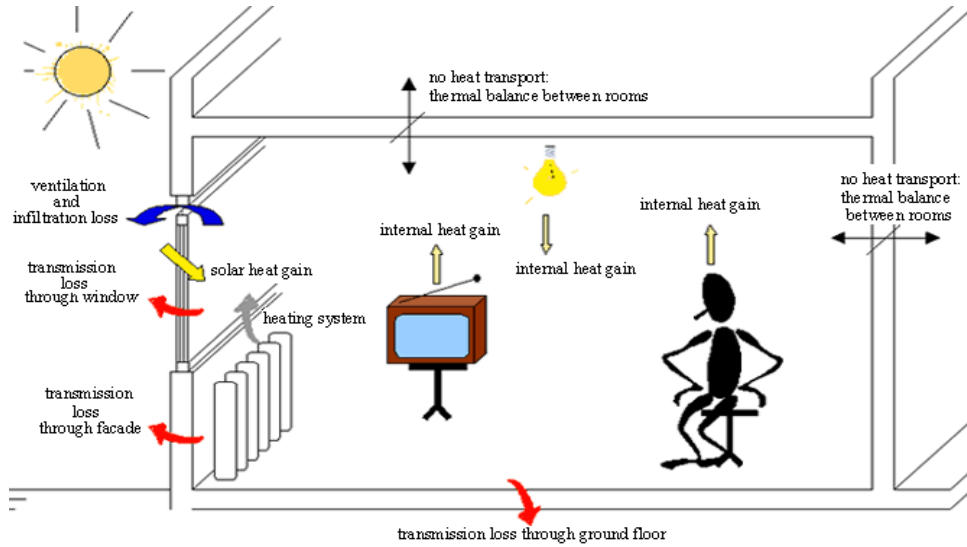 no heat transport:
thermal balance between rooms
ventilation
and
infiltration loss
no heat transport:
thermal balance
between rooms
internal heat gain
internal heat gain
internal heat gain
solar heat gain
transmission
loss
through window
heating system
transmission
loss
through facade
transmission loss through ground floor